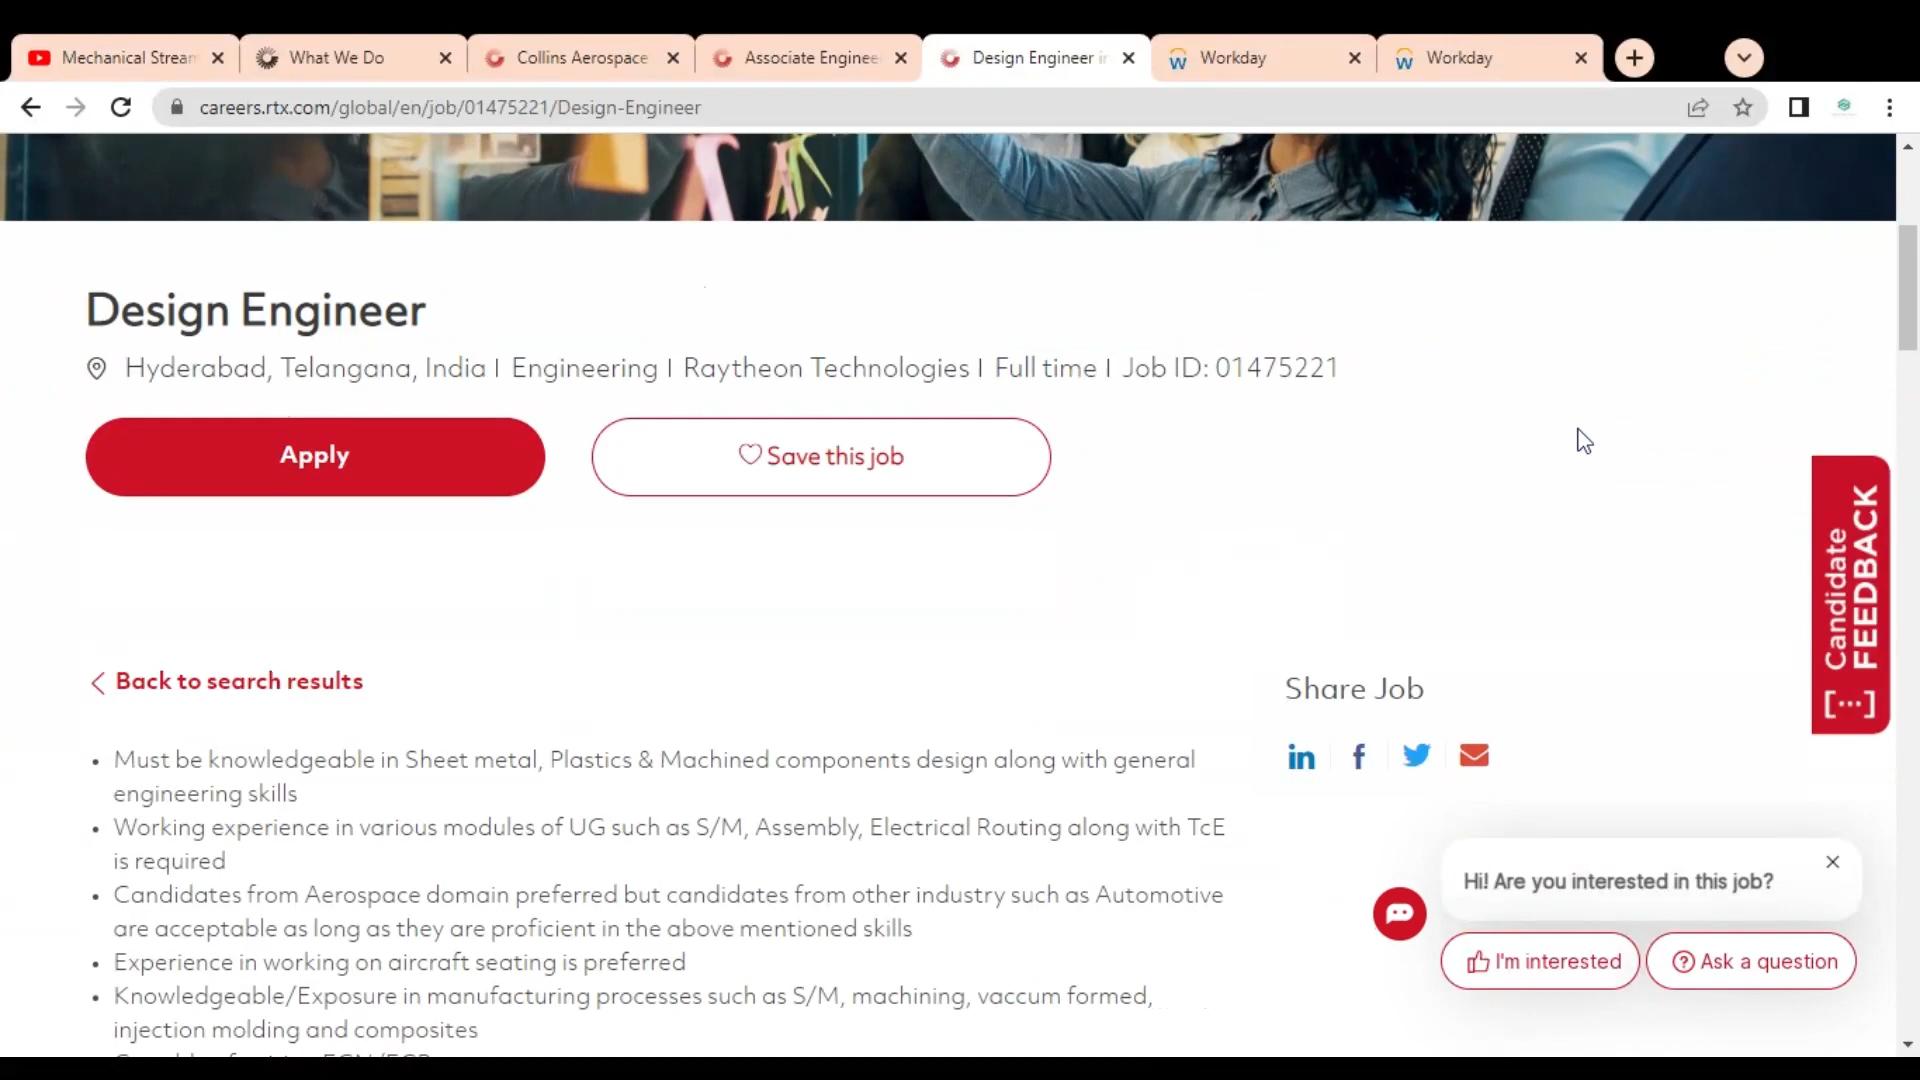 Mechanical Strean
What We Do
Collins Aerospace
Associate Enginee
Design Engineer in
Workday
Workday
careers.rtx.com/global/en/job/01475221/Design-Engineer
Design Engineer
Hyderabad, Telangana, India | Engineering | Raytheon Technologies | Full time | Job ID: 01475221
Apply
Save this job
Candidate
FEEDBACK
[...]
Back to search results
Share Job
• Must be knowledgeable in Sheet metal, Plastics & Machined components design along with general
engineering skills
• Working experience in various modules of UG such as S/M, Assembly, Electrical Routing along with TcE
is required
• Candidates from Aerospace domain preferred but candidates from other industry such as Automotive
are acceptable as long as they are proficient in the above mentioned skills
• Experience in working on aircraft seating is preferred
• Knowledgeable/Exposure in manufacturing processes such as S/M, machining, vaccum formed,
injection molding and composites
Hi! Are you interested in this job?
I'm interested
Ask a question